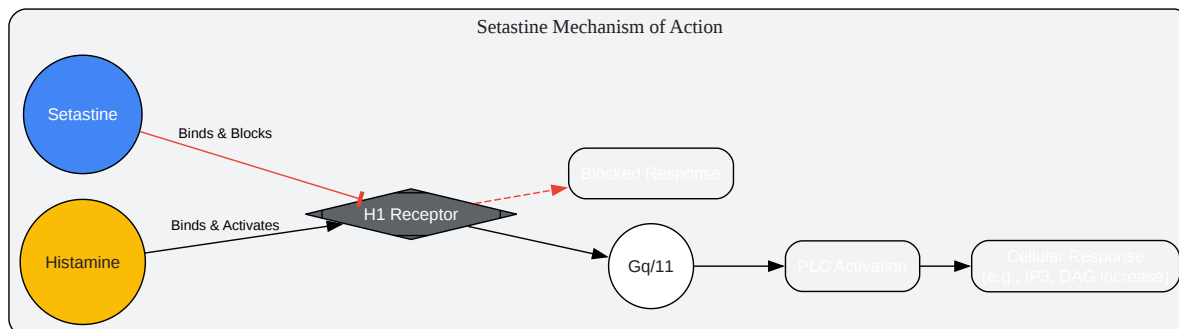 Setastine Mechanism of Action
Setastine
Binds & Blocks
Blocked Response
H1 Receptor
Binds & Activates
Histamine
Gq/11
PLC Activation
Cellular Response
(e.g., IP3, DAG increase)